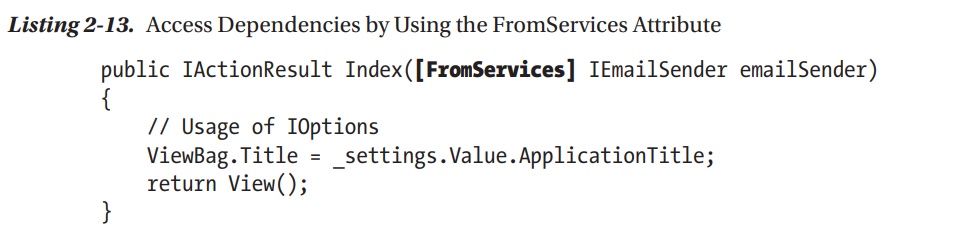 Listing 2-13. Access Dependencies by Using the FromServices Attribute
public IActionResult Index([FromServices] IEmailSender emailSender)
{
    // Usage of IOptions
    ViewBag.Title = _settings.Value.ApplicationTitle;
    return View();
}